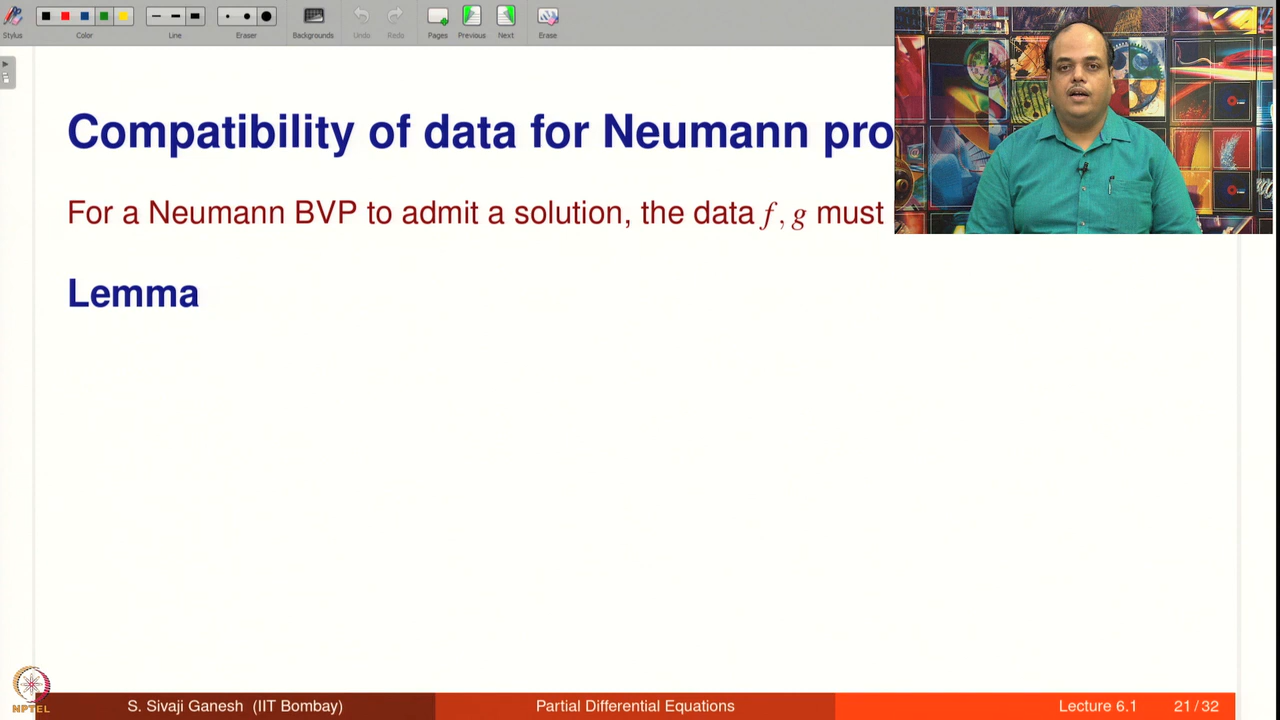 Stylus
Color
Line
Eraser
Backgrounds
Undo
Redo
Pages
Previous
Next
Erase
Compatibility of data for Neumann pro
For a Neumann BVP to admit a solution, the data f, g must
Lemma
NPTEL
S. Sivaji Ganesh (IIT Bombay)
Partial Differential Equations
Lecture 6.1
21 / 32